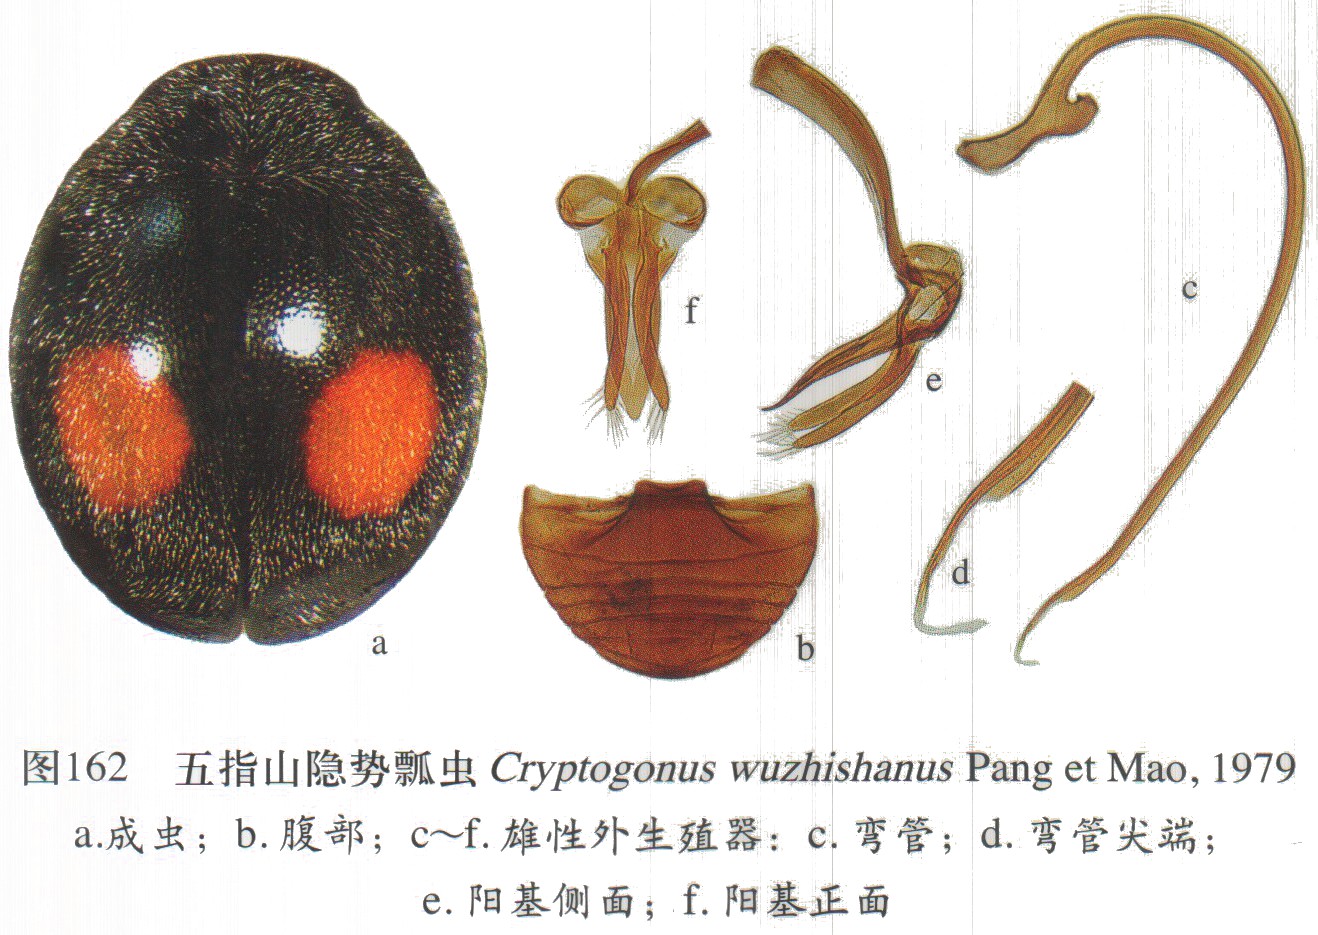 a
b
c
d
e
f
图162 五指山隐势瓢虫 Cryptogonus wuzhishanus Pang et Mao, 1979
a.成虫；b. 腹部；c～f. 雄性外生殖器：c. 弯管；d. 弯管尖端；
e. 阳基侧面；f. 阳基正面